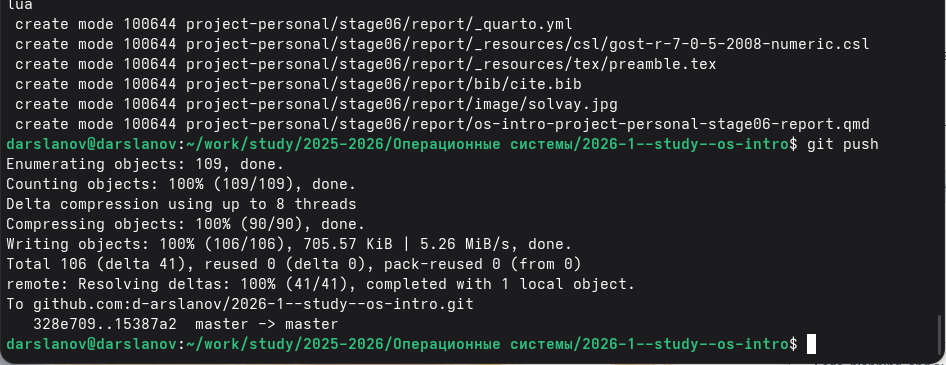 lua
 create mode 100644 project-personal/stage06/report/_quarto.yml
 create mode 100644 project-personal/stage06/report/_resources/csl/gost-r-7-0-5-2008-numeric.csl
 create mode 100644 project-personal/stage06/report/_resources/tex/preamble.tex
 create mode 100644 project-personal/stage06/report/bib/cite.bib
 create mode 100644 project-personal/stage06/report/image/solvay.jpg
 create mode 100644 project-personal/stage06/report/os-intro-project-personal-stage06-report.qmd
darslanov@darslanov:~/work/study/2025-2026/Операционные системы/2026-1--study--os-intro$ git push
Enumerating objects: 109, done.
Counting objects: 100% (109/109), done.
Delta compression using up to 8 threads
Compressing objects: 100% (90/90), done.
Writing objects: 100% (106/106), 705.57 KiB | 5.26 MiB/s, done.
Total 106 (delta 41), reused 0 (delta 0), pack-reused 0 (from 0)
remote: Resolving deltas: 100% (41/41), completed with 1 local object.
To github.com:d-arslanov/2026-1--study--os-intro.git
   328e709..15387a2  master -> master
darslanov@darslanov:~/work/study/2025-2026/Операционные системы/2026-1--study--os-intro$